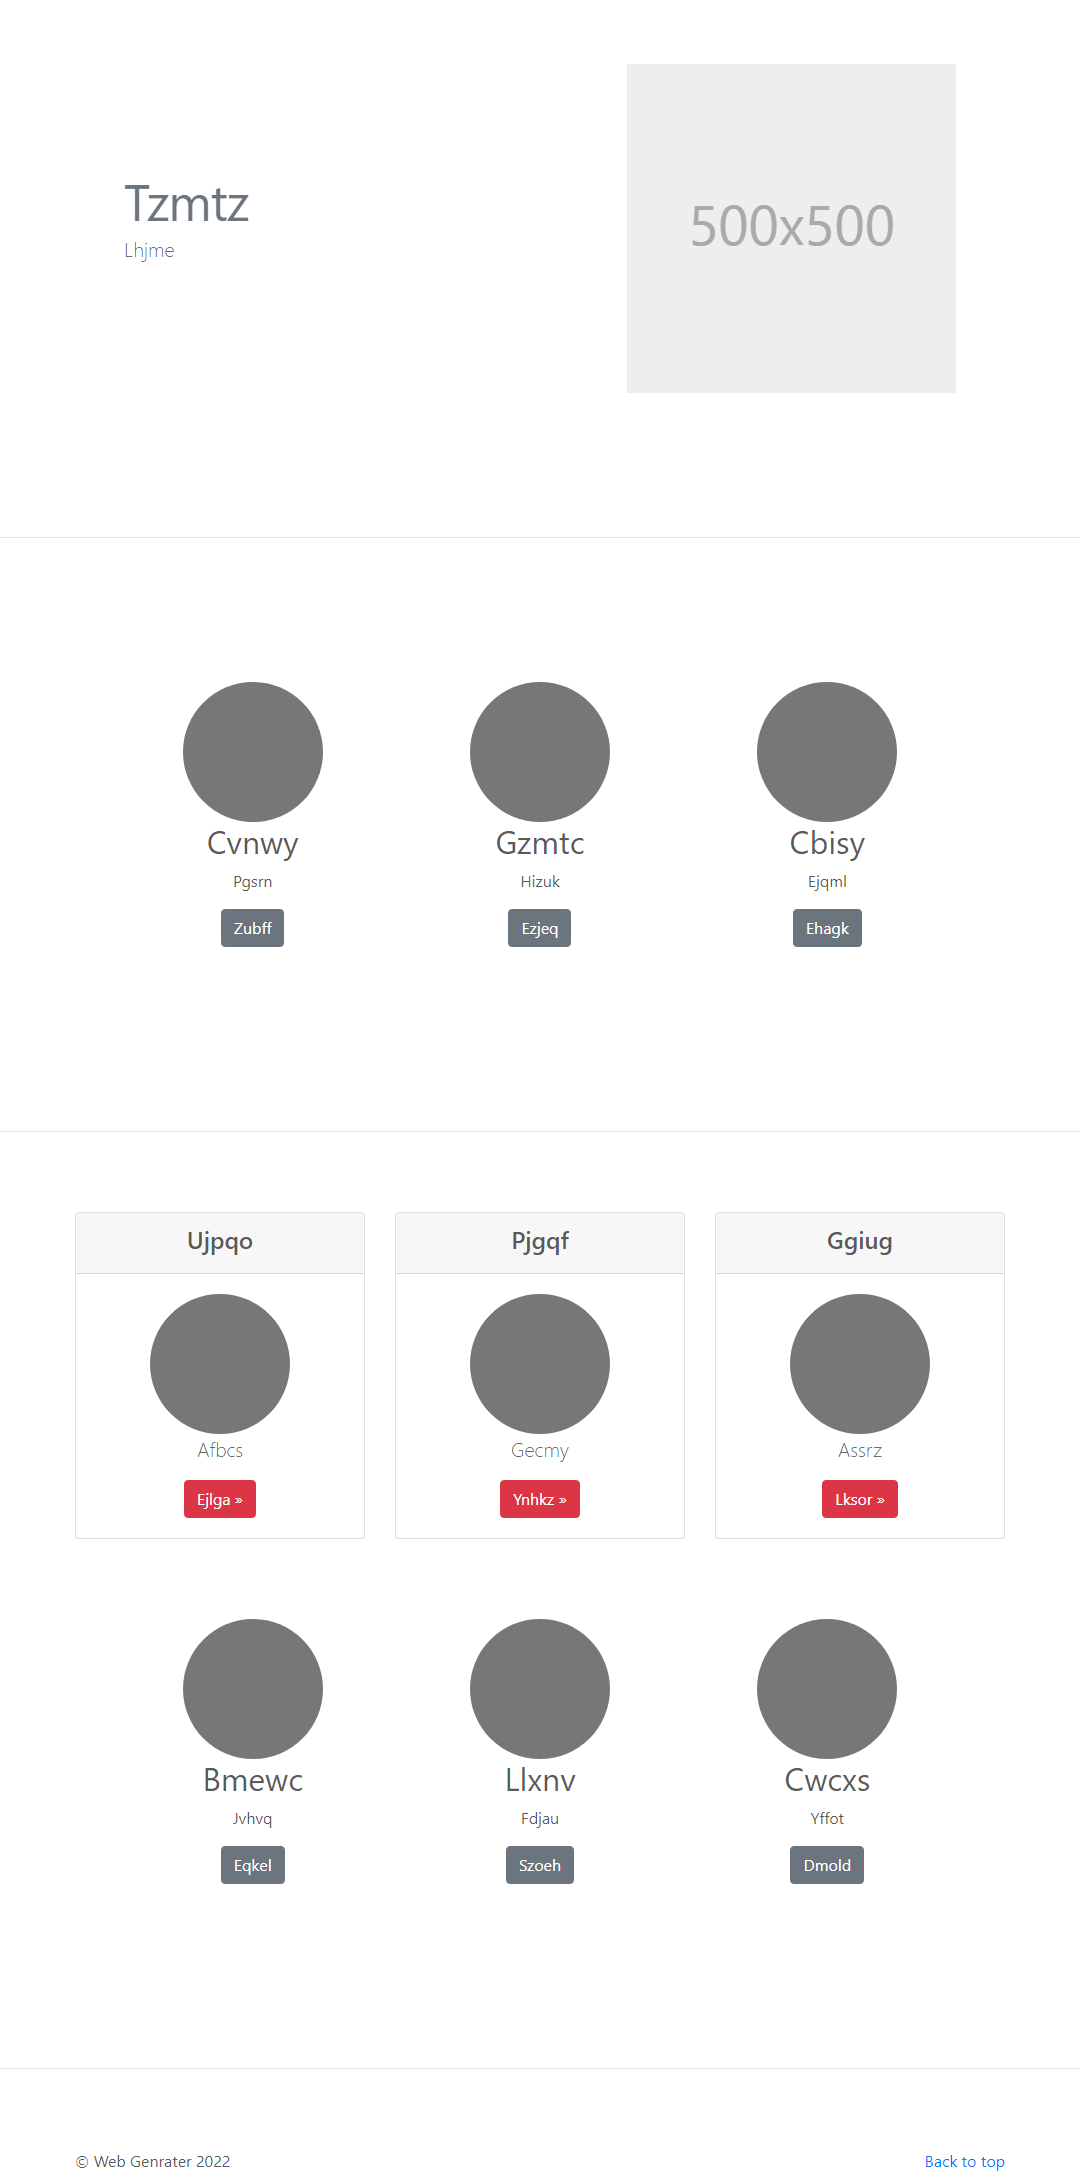 Tzmtz
Lhjme
500x500
Cvnwy
Gzmtc
Cbisy
Pgsrn
Hizuk
Ejqml
Zubff
Ezjeq
Ehagk
Ujpqo
Pjgqf
Ggiug
Afbcs
Gecmy
Assrz
Ejlga »
Ynhkz »
Lksor »
Bmewc
Llxnv
Cwcxs
Jvhvq
Fdjau
Yffot
Eqkel
Szoeh
Dmold
© Web Genrater 2022
Back to top